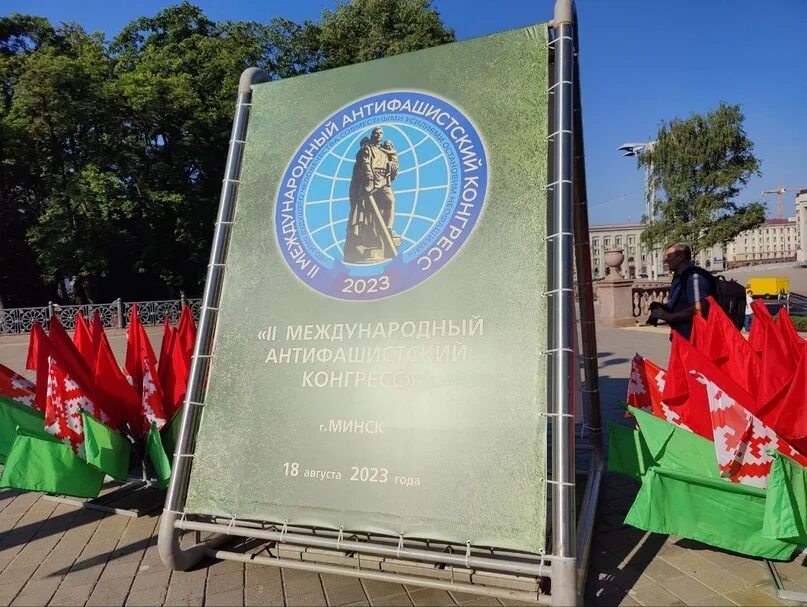 II МЕЖДУНАРОДНЫЙ АНТИФАШИСТСКИЙ КОНГРЕСС
2023
«II МЕЖДУНАРОДНЫЙ
АНТИФАШИСТСКИЙ
КОНГРЕСС»
г. МИНСК
18 августа 2023 года